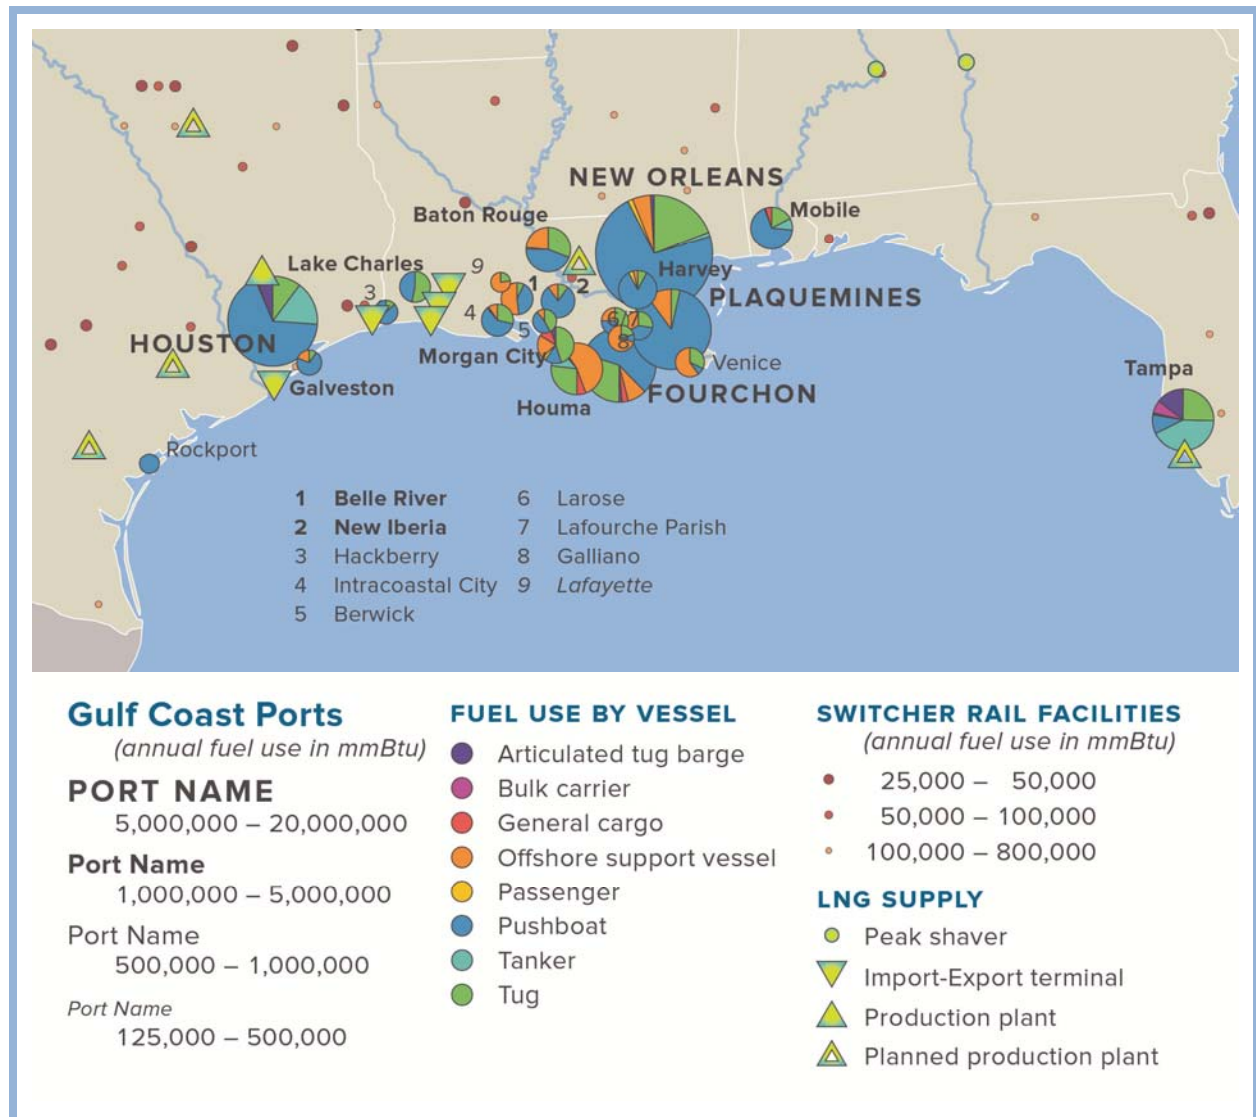 NEW ORLEANS
Baton Rouge
Mobile
Lake Charles
9
Harvey
1
2
3
PLAQUEMINES
4
5
6
7
HOUSTON
8
Morgan City
Venice
Tampa
Galveston
FOURCHON
Houma
Rockport
1 Belle River
2 New Iberia
3 Hackberry
4 Intracoastal City
5 Berwick
6 Larose
7 Lafourche Parish
8 Galliano
9 Lafayette
Gulf Coast Ports
(annual fuel use in mmBtu)
PORT NAME
5,000,000 – 20,000,000
Port Name
1,000,000 – 5,000,000
Port Name
500,000 – 1,000,000
Port Name
125,000 – 500,000
FUEL USE BY VESSEL
Articulated tug barge
Bulk carrier
General cargo
Offshore support vessel
Passenger
Pushboat
Tanker
Tug
SWITCHER RAIL FACILITIES
(annual fuel use in mmBtu)
25,000 – 50,000
50,000 – 100,000
100,000 – 800,000
LNG SUPPLY
Peak shaver
Import-Export terminal
Production plant
Planned production plant